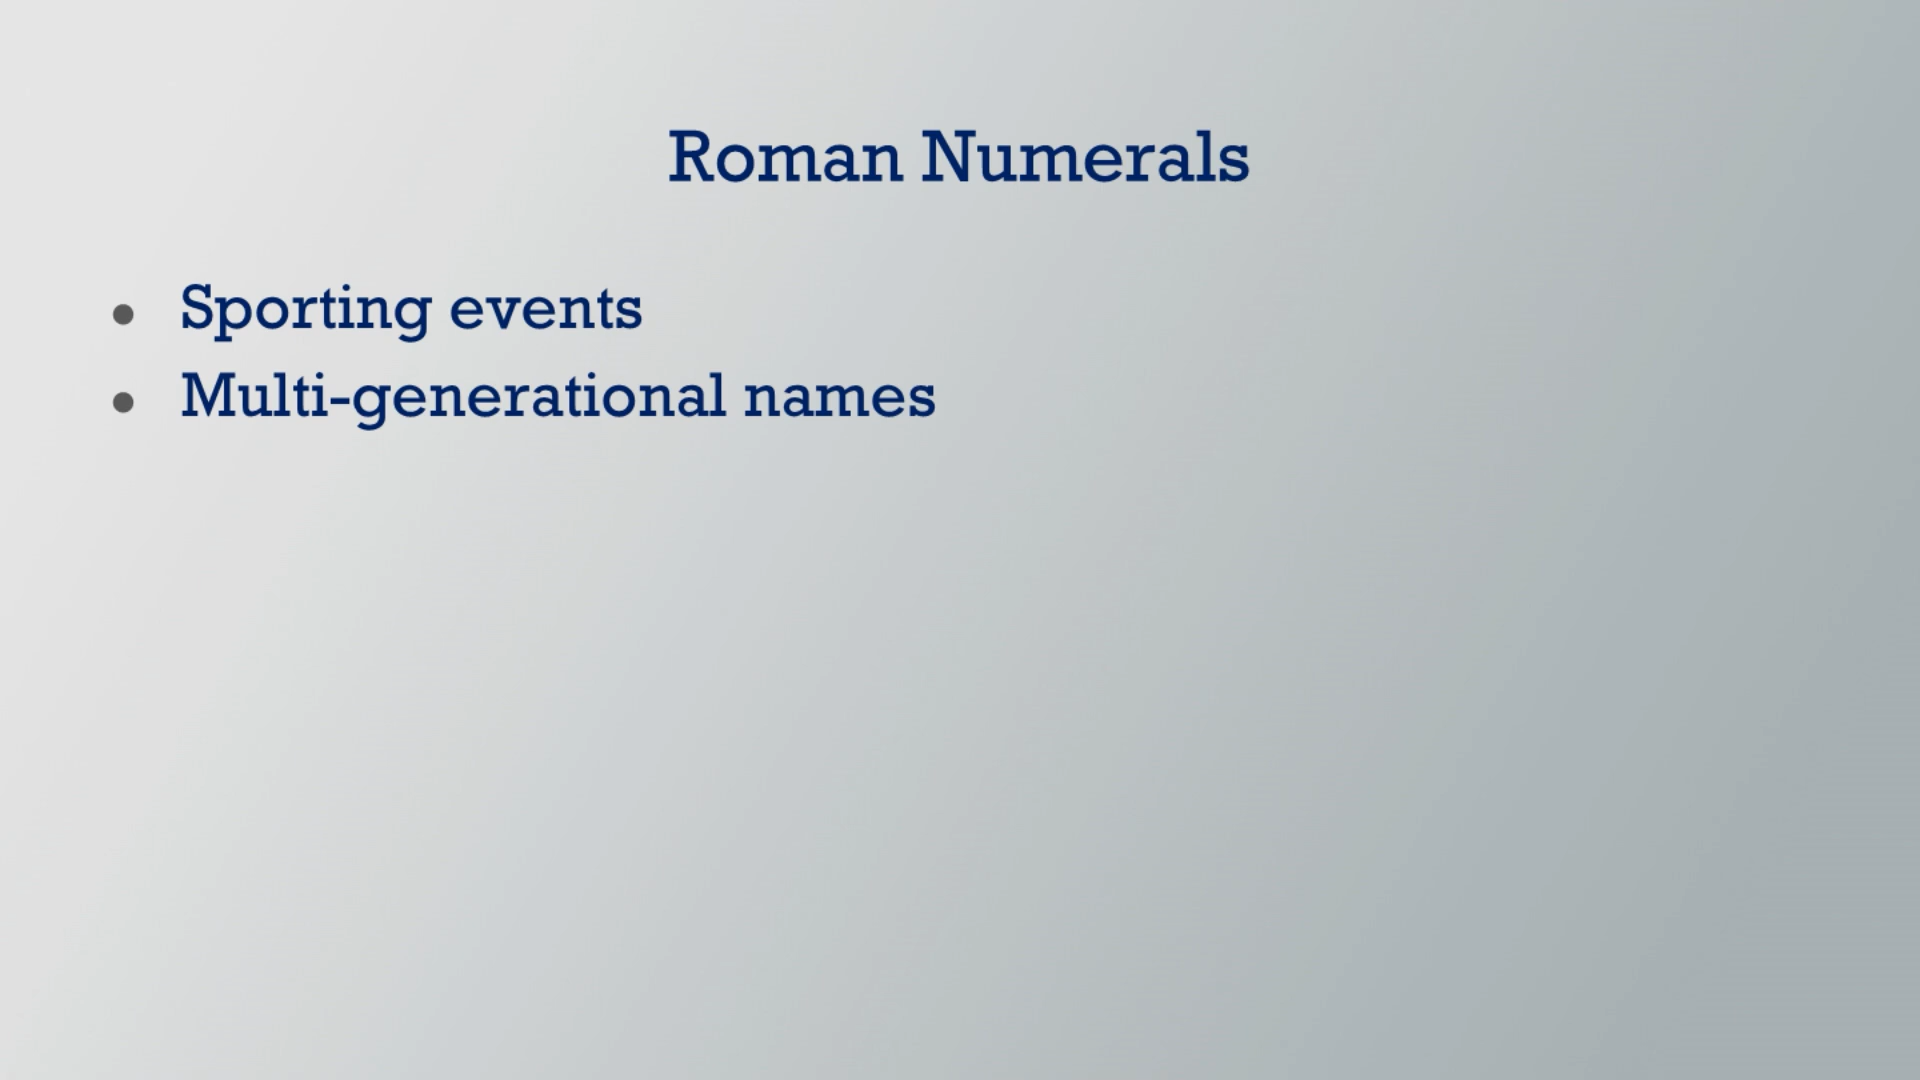 Roman Numerals
• Sporting events
• Multi-generational names